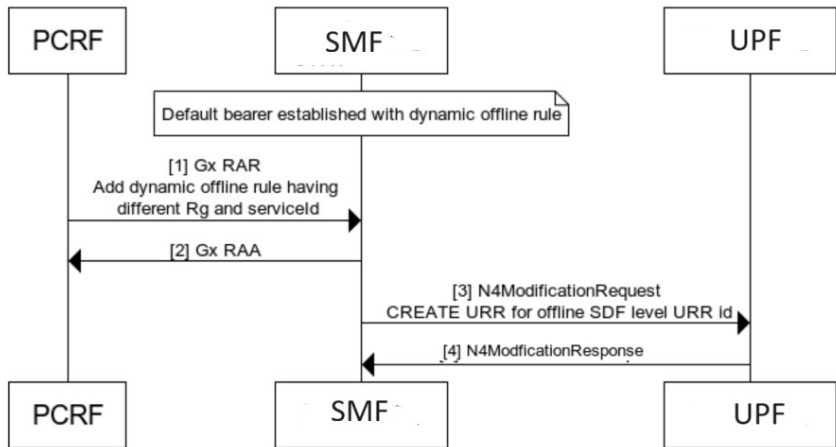 PCRF
SMF
UPF
Default bearer established with dynamic offline rule
[1] Gx RAR
Add dynamic offline rule having
different Rg and serviceId
[2] Gx RAA
[3] N4ModificationRequest
CREATE URR for offline SDF level URR id
[4] N4ModficationResponse
PCRF
SMF
UPF